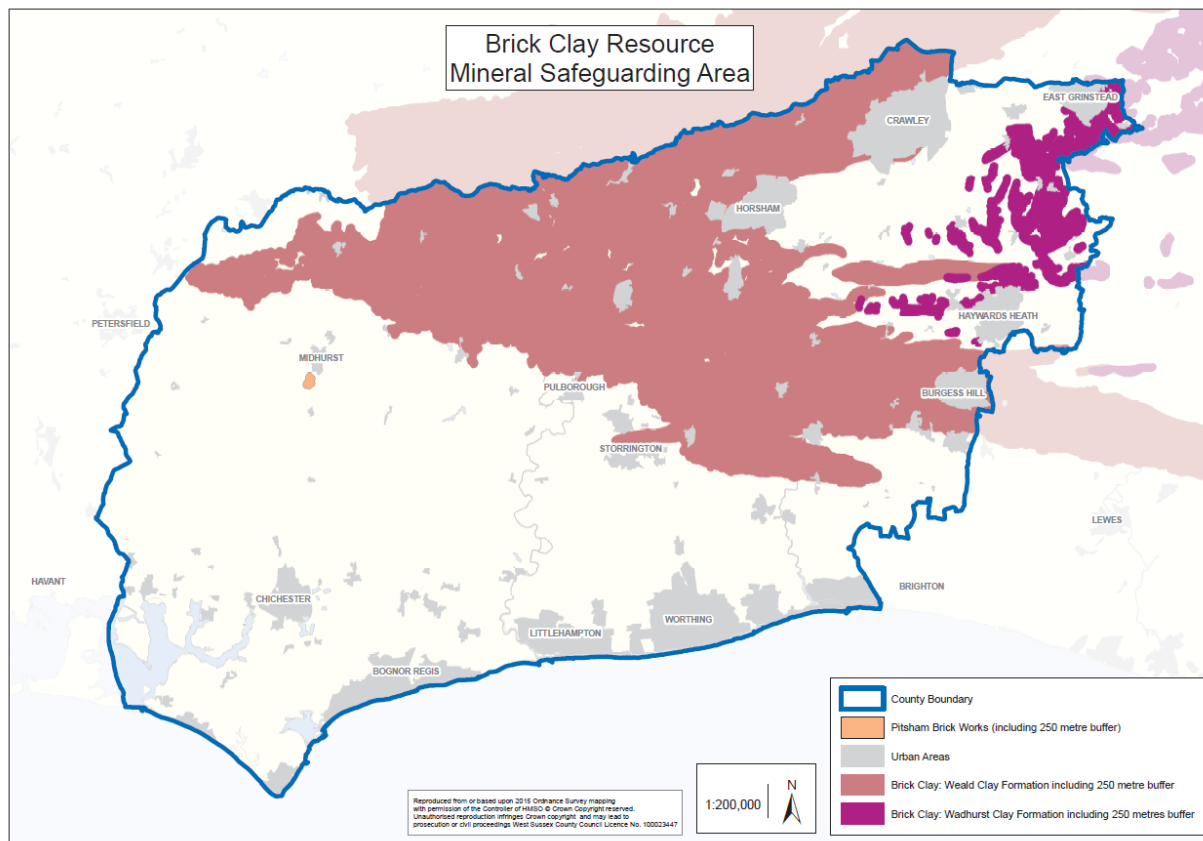 Brick Clay Resource
Mineral Safeguarding Area
CRAWLEY
EAST GRINSTEAD
HORSHAM
PETERSFIELD
HAYWARDS HEATH
MIDHURST
PULBOROUGH
BURGESS HILL
STORRINGTON
LEWES
HAVANT
CHICHESTER
BRIGHTON
LITTLEHAMPTON
WORTHING
BOGNOR REGIS
County Boundary
Pitsham Brick Works (including 250 metre buffer)
Urban Areas
Brick Clay: Weald Clay Formation including 250 metre buffer
Brick Clay: Wadhurst Clay Formation including 250 metres buffer
1:200,000
N
Reproduced from or based upon 2015 Ordnance Survey mapping
with permission of the Controller of HMSO © Crown Copyright reserved.
Unauthorised reproduction infringes Crown copyright and may lead to
prosecution or civil proceedings West Sussex County Council Licence No. 100023447